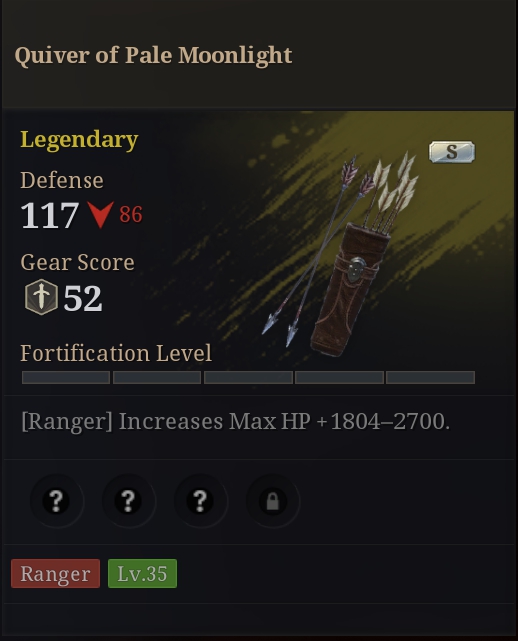 Quiver of Pale Moonlight
Legendary
S
Defense
117 86
Gear Score
52
Fortification Level
[Ranger] Increases Max HP +1804–2700.
? ? ?
Ranger Lv.35